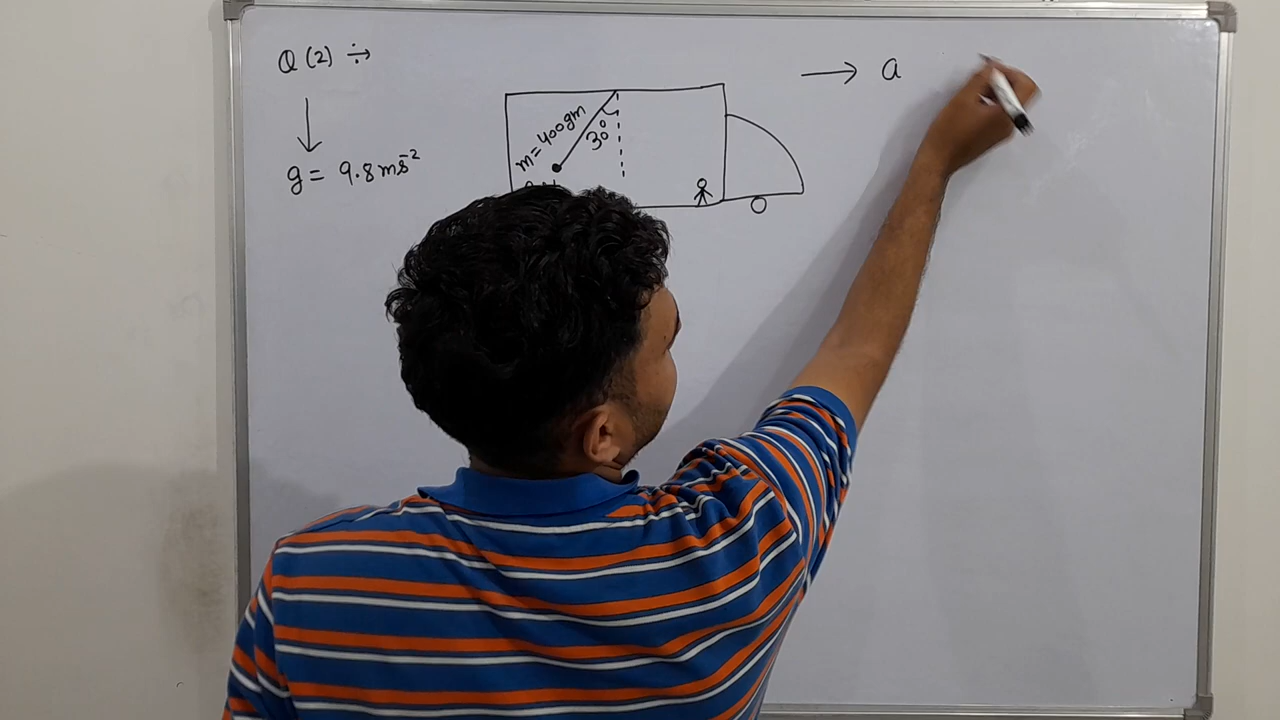 Q (2) ÷
→ a
m = 400gm
30°
↓
g = 9.8 ms⁻²